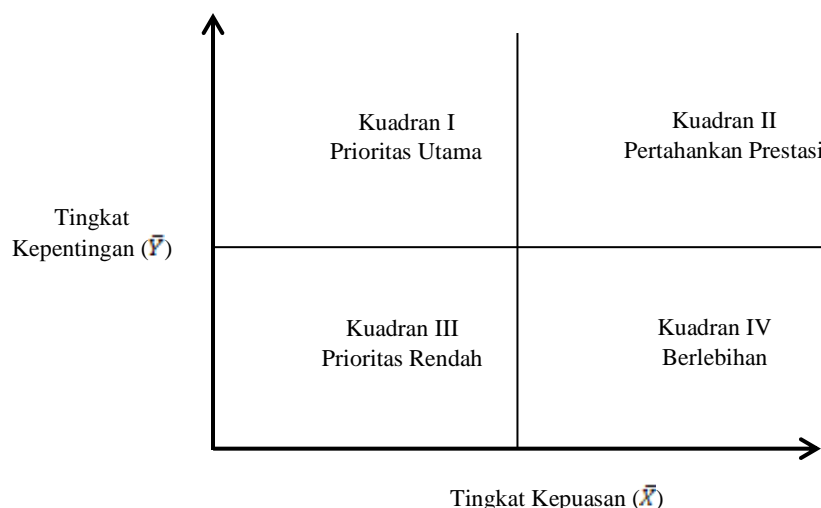 Kuadran I
Prioritas Utama
Kuadran II
Pertahankan Prestasi
Tingkat
Kepentingan (Ȳ)
Kuadran III
Prioritas Rendah
Kuadran IV
Berlebihan
Tingkat Kepuasan (X̄)